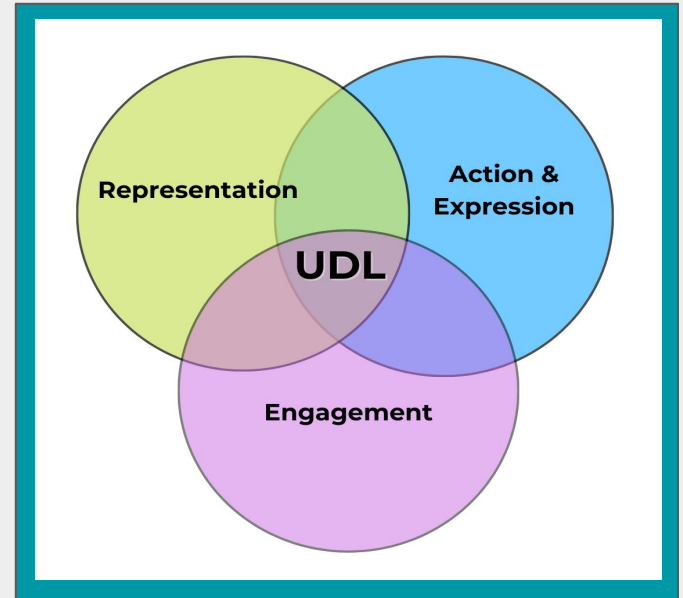 Representation
Action &
Expression
UDL
Engagement